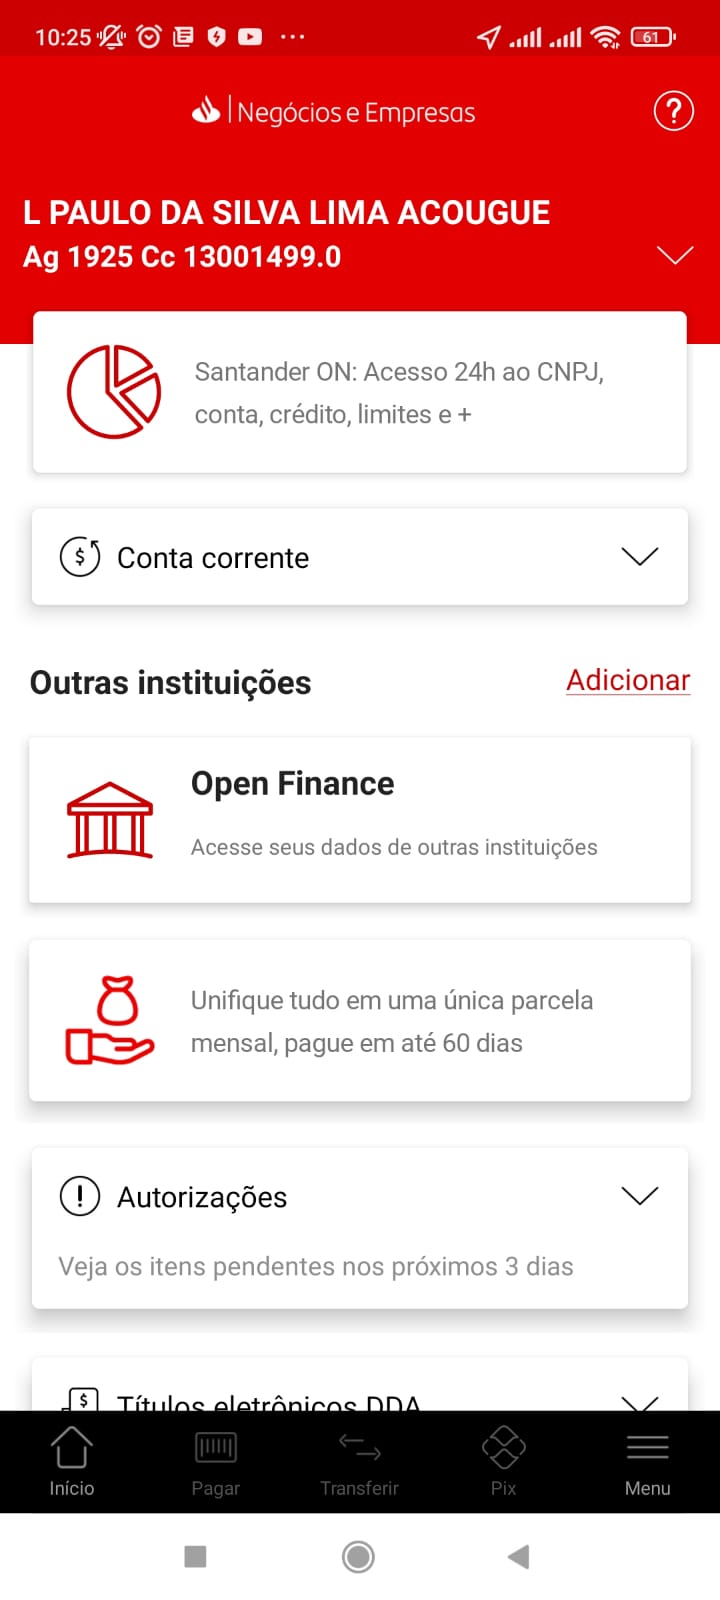 10:25
61
Negócios e Empresas
?
L PAULO DA SILVA LIMA ACOUGUE
Ag 1925 Cc 13001499.0
Santander ON: Acesso 24h ao CNPJ,
conta, crédito, limites e +
$ Conta corrente
Outras instituições
Adicionar
Open Finance
Acesse seus dados de outras instituições
Unifique tudo em uma única parcela
mensal, pague em até 60 dias
! Autorizações
Veja os itens pendentes nos próximos 3 dias
$ Títulos eletrônicos DDA
Início
Pagar
Transferir
Pix
Menu